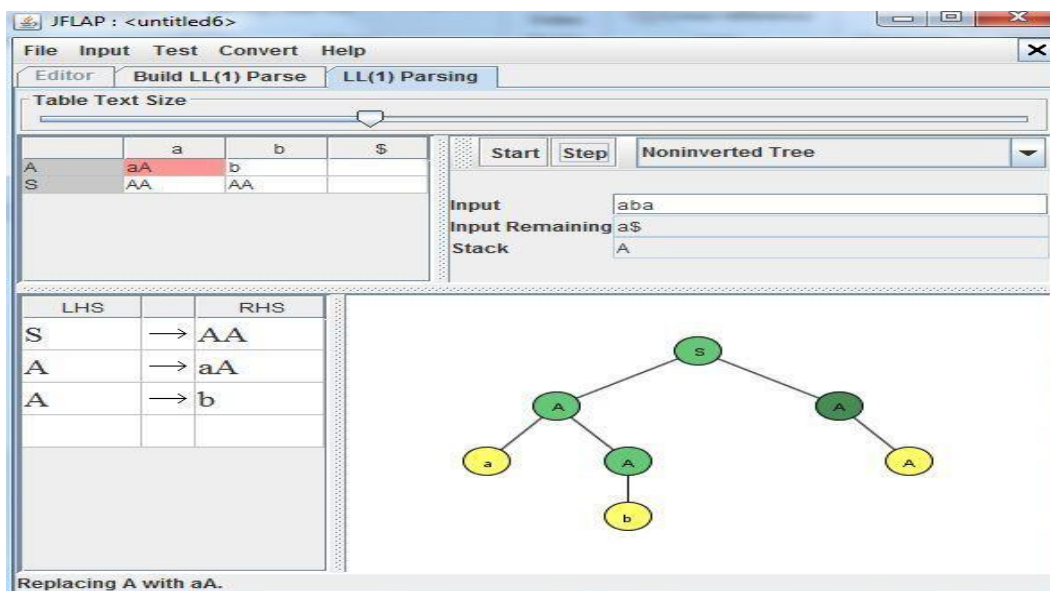 JFLAP : <untitled6>
File Input Test Convert Help
Editor Build LL(1) Parse LL(1) Parsing
Table Text Size
a b $
A aA b
S AA AA
Start Step Noninverted Tree
Input aba
Input Remaining a$
Stack A
LHS RHS
S → AA
A → aA
A → b
S
A A
a A A
b
Replacing A with aA.